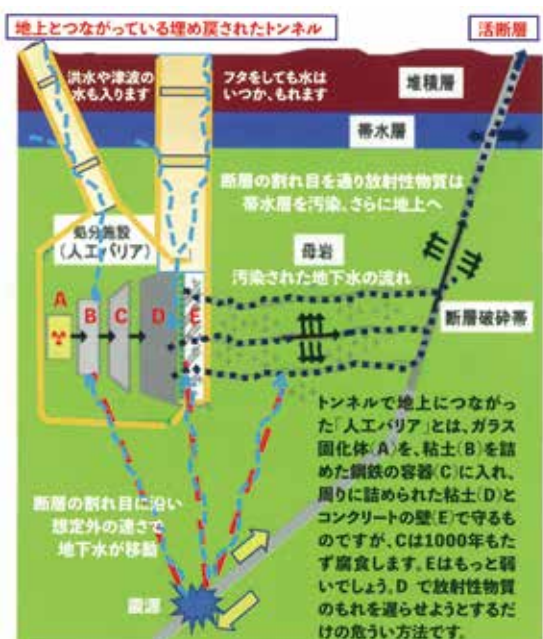 地上とつながっている埋め戻されたトンネル
活断層
洪水や津波の
水も入ります
フタをしても水は
いつか、もれます
堆積層
帯水層
断層の割れ目を通り放射性物質は
帯水層を汚染、さらに地上へ
処分施設
(人工バリア)
母岩
汚染された地下水の流れ
A
B
C
D
E
断層破砕帯
トンネルで地上につながっ
た「人工バリア」とは、ガラス
固化体(A)を、粘土(B)を詰
めた鋼鉄の容器(C)に入れ、
周りに詰められた粘土(D)と
コンクリートの壁(E)で守るも
のですが、Cは1000年もた
ず腐食します。Eはもっと弱
いでしょう。Dで放射性物質
のもれを遅らせようとするだ
けの危うい方法です。
断層の割れ目に沿い
想定外の速さで
地下水が移動
震源